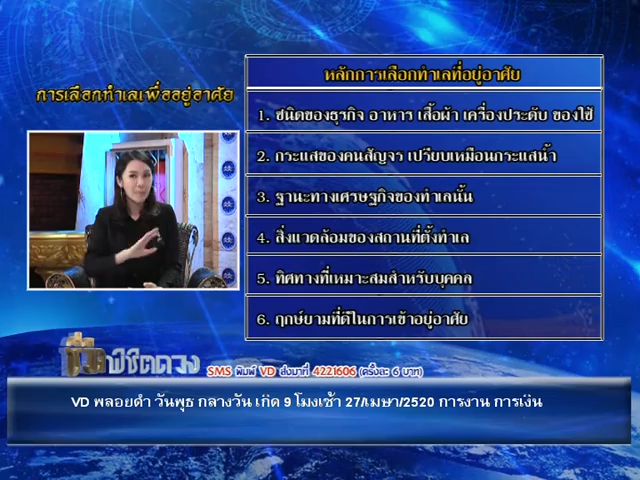 การเลือกทำเลเพื่ออยู่อาศัย
หลักการเลือกทำเลที่อยู่อาศัย
1. ชนิดของธุรกิจ อาหาร เสื้อผ้า เครื่องประดับ ของใช้
2. กระแสของคนสัญจร เปรียบเหมือนกระแสน้ำ
3. ฐานะทางเศรษฐกิจของทำเลนั้น
4. สิ่งแวดล้อมของสถานที่ตั้งทำเล
5. ทิศทางที่เหมาะสมสำหรับบุคคล
6. ฤกษ์ยามที่ดีในการเข้าอยู่อาศัย
พิชิตดวง
SMS พิมพ์ VD ส่งมาที่ 4221606 (ครั้งละ 6 บาท)
VD พลอยดำ วันพุธ กลางวัน เกิด 9 โมงเช้า 27/เมษา/2520 การงาน การเงิน